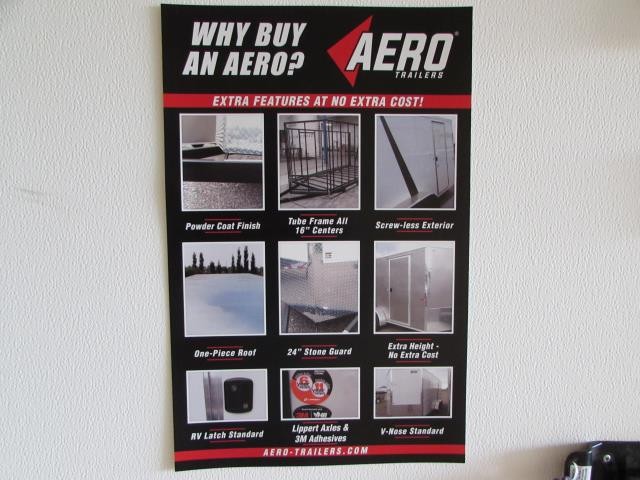 WHY BUY
AN AERO?
AERO®
TRAILERS
EXTRA FEATURES AT NO EXTRA COST!
Powder Coat Finish
Tube Frame All
16" Centers
Screw-less Exterior
One-Piece Roof
24" Stone Guard
Extra Height -
No Extra Cost
RV Latch Standard
Lippert Axles &
3M Adhesives
V-Nose Standard
AERO-TRAILERS.COM